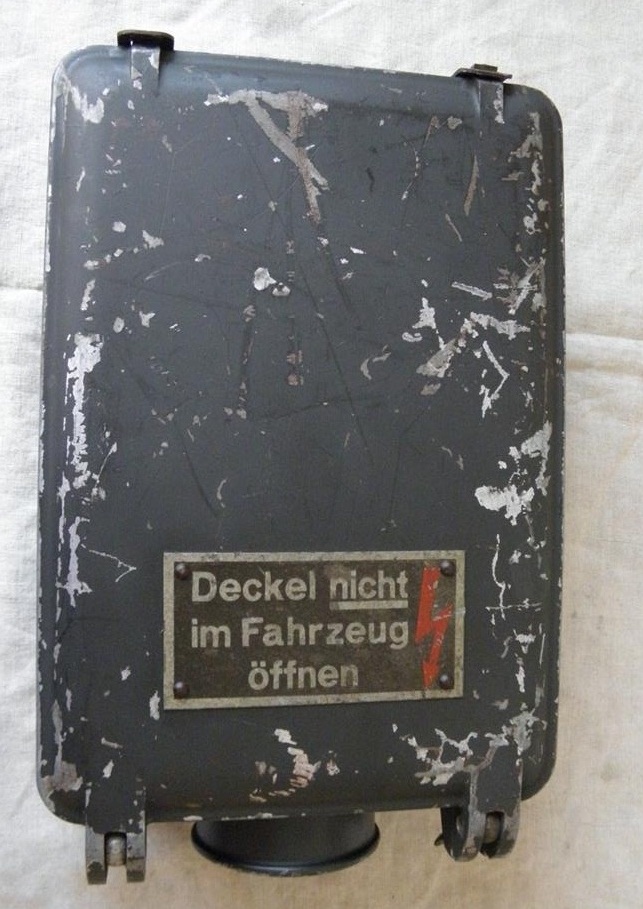 Deckel nicht
im Fahrzeug
öffnen